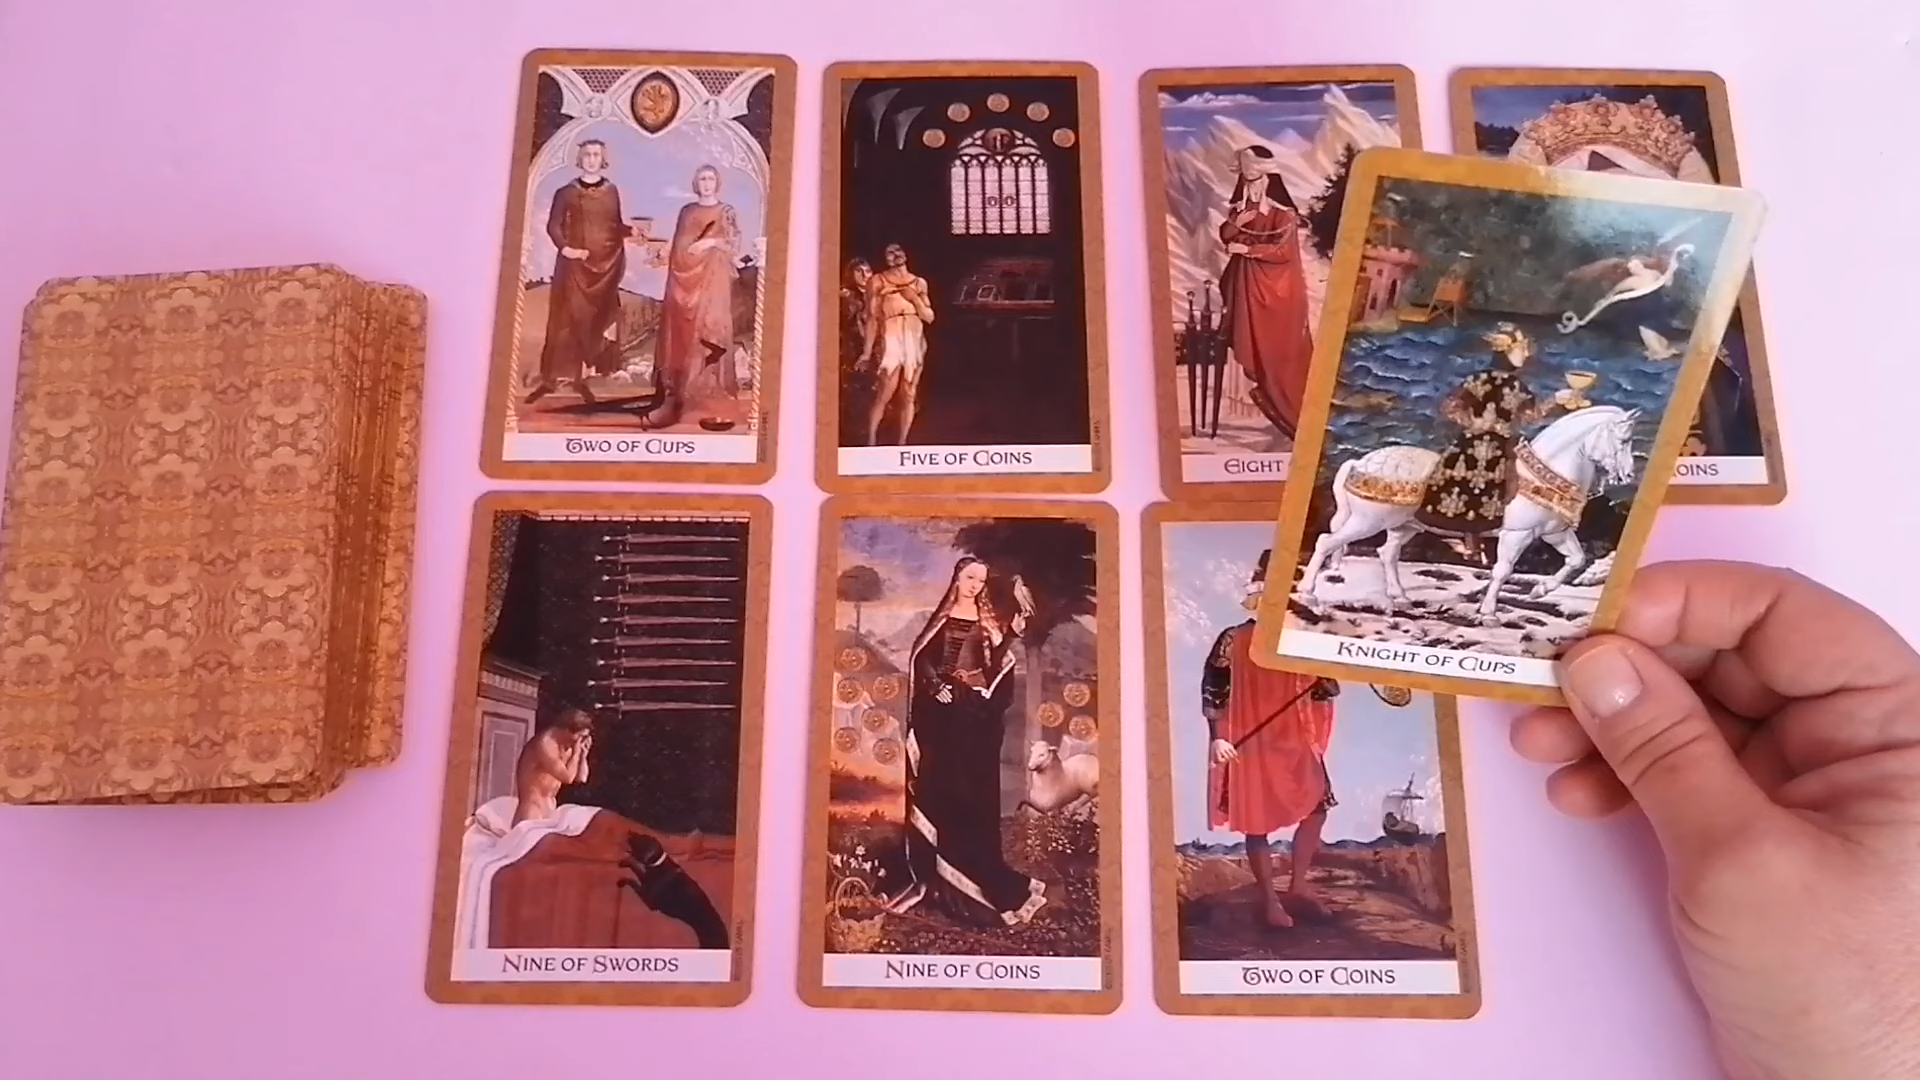 TWO OF CUPS
FIVE OF COINS
EIGHT
OINS
KNIGHT OF CUPS
NINE OF SWORDS
NINE OF COINS
TWO OF COINS